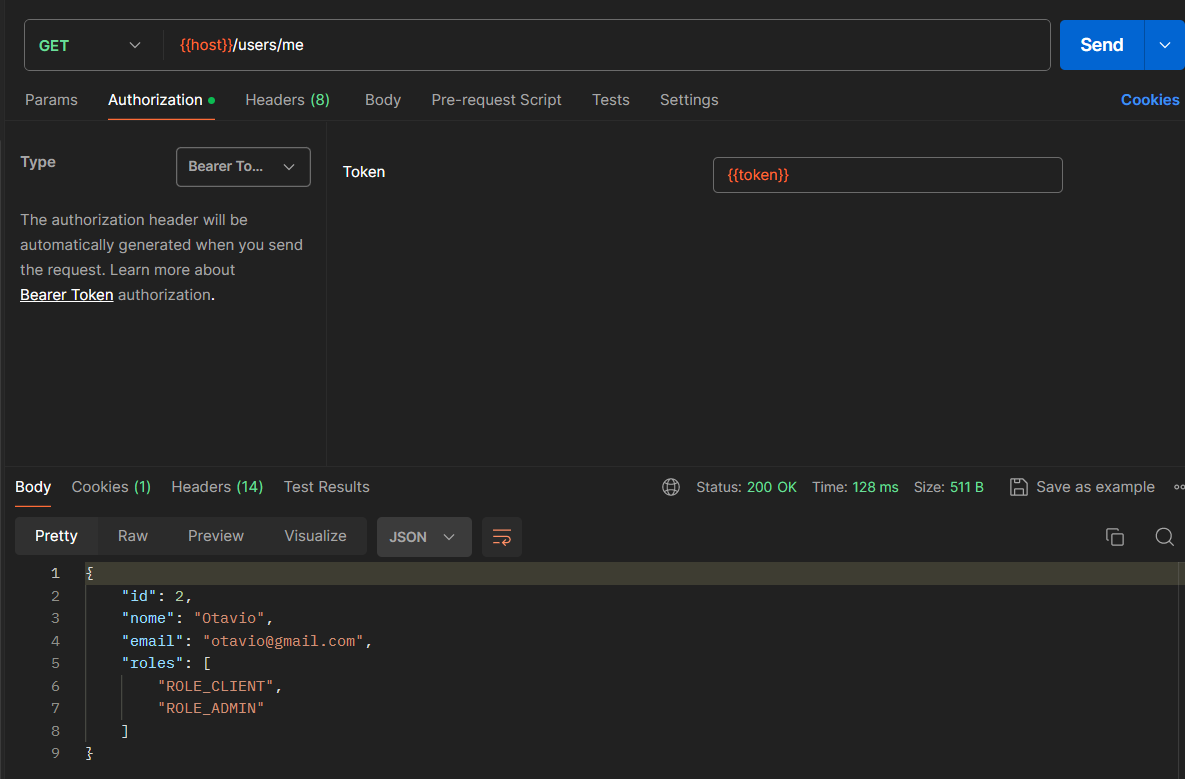 GET {{host}}/users/me Send
Params Authorization Headers (8) Body Pre-request Script Tests Settings Cookies
Type Bearer To... Token {{token}}
The authorization header will be
automatically generated when you send
the request. Learn more about
Bearer Token authorization.
Body Cookies (1) Headers (14) Test Results Status: 200 OK Time: 128 ms Size: 511 B Save as example
Pretty Raw Preview Visualize JSON
1 {
2 "id": 2,
3 "nome": "Otavio",
4 "email": "otavio@gmail.com",
5 "roles": [
6 "ROLE_CLIENT",
7 "ROLE_ADMIN"
8 ]
9 }